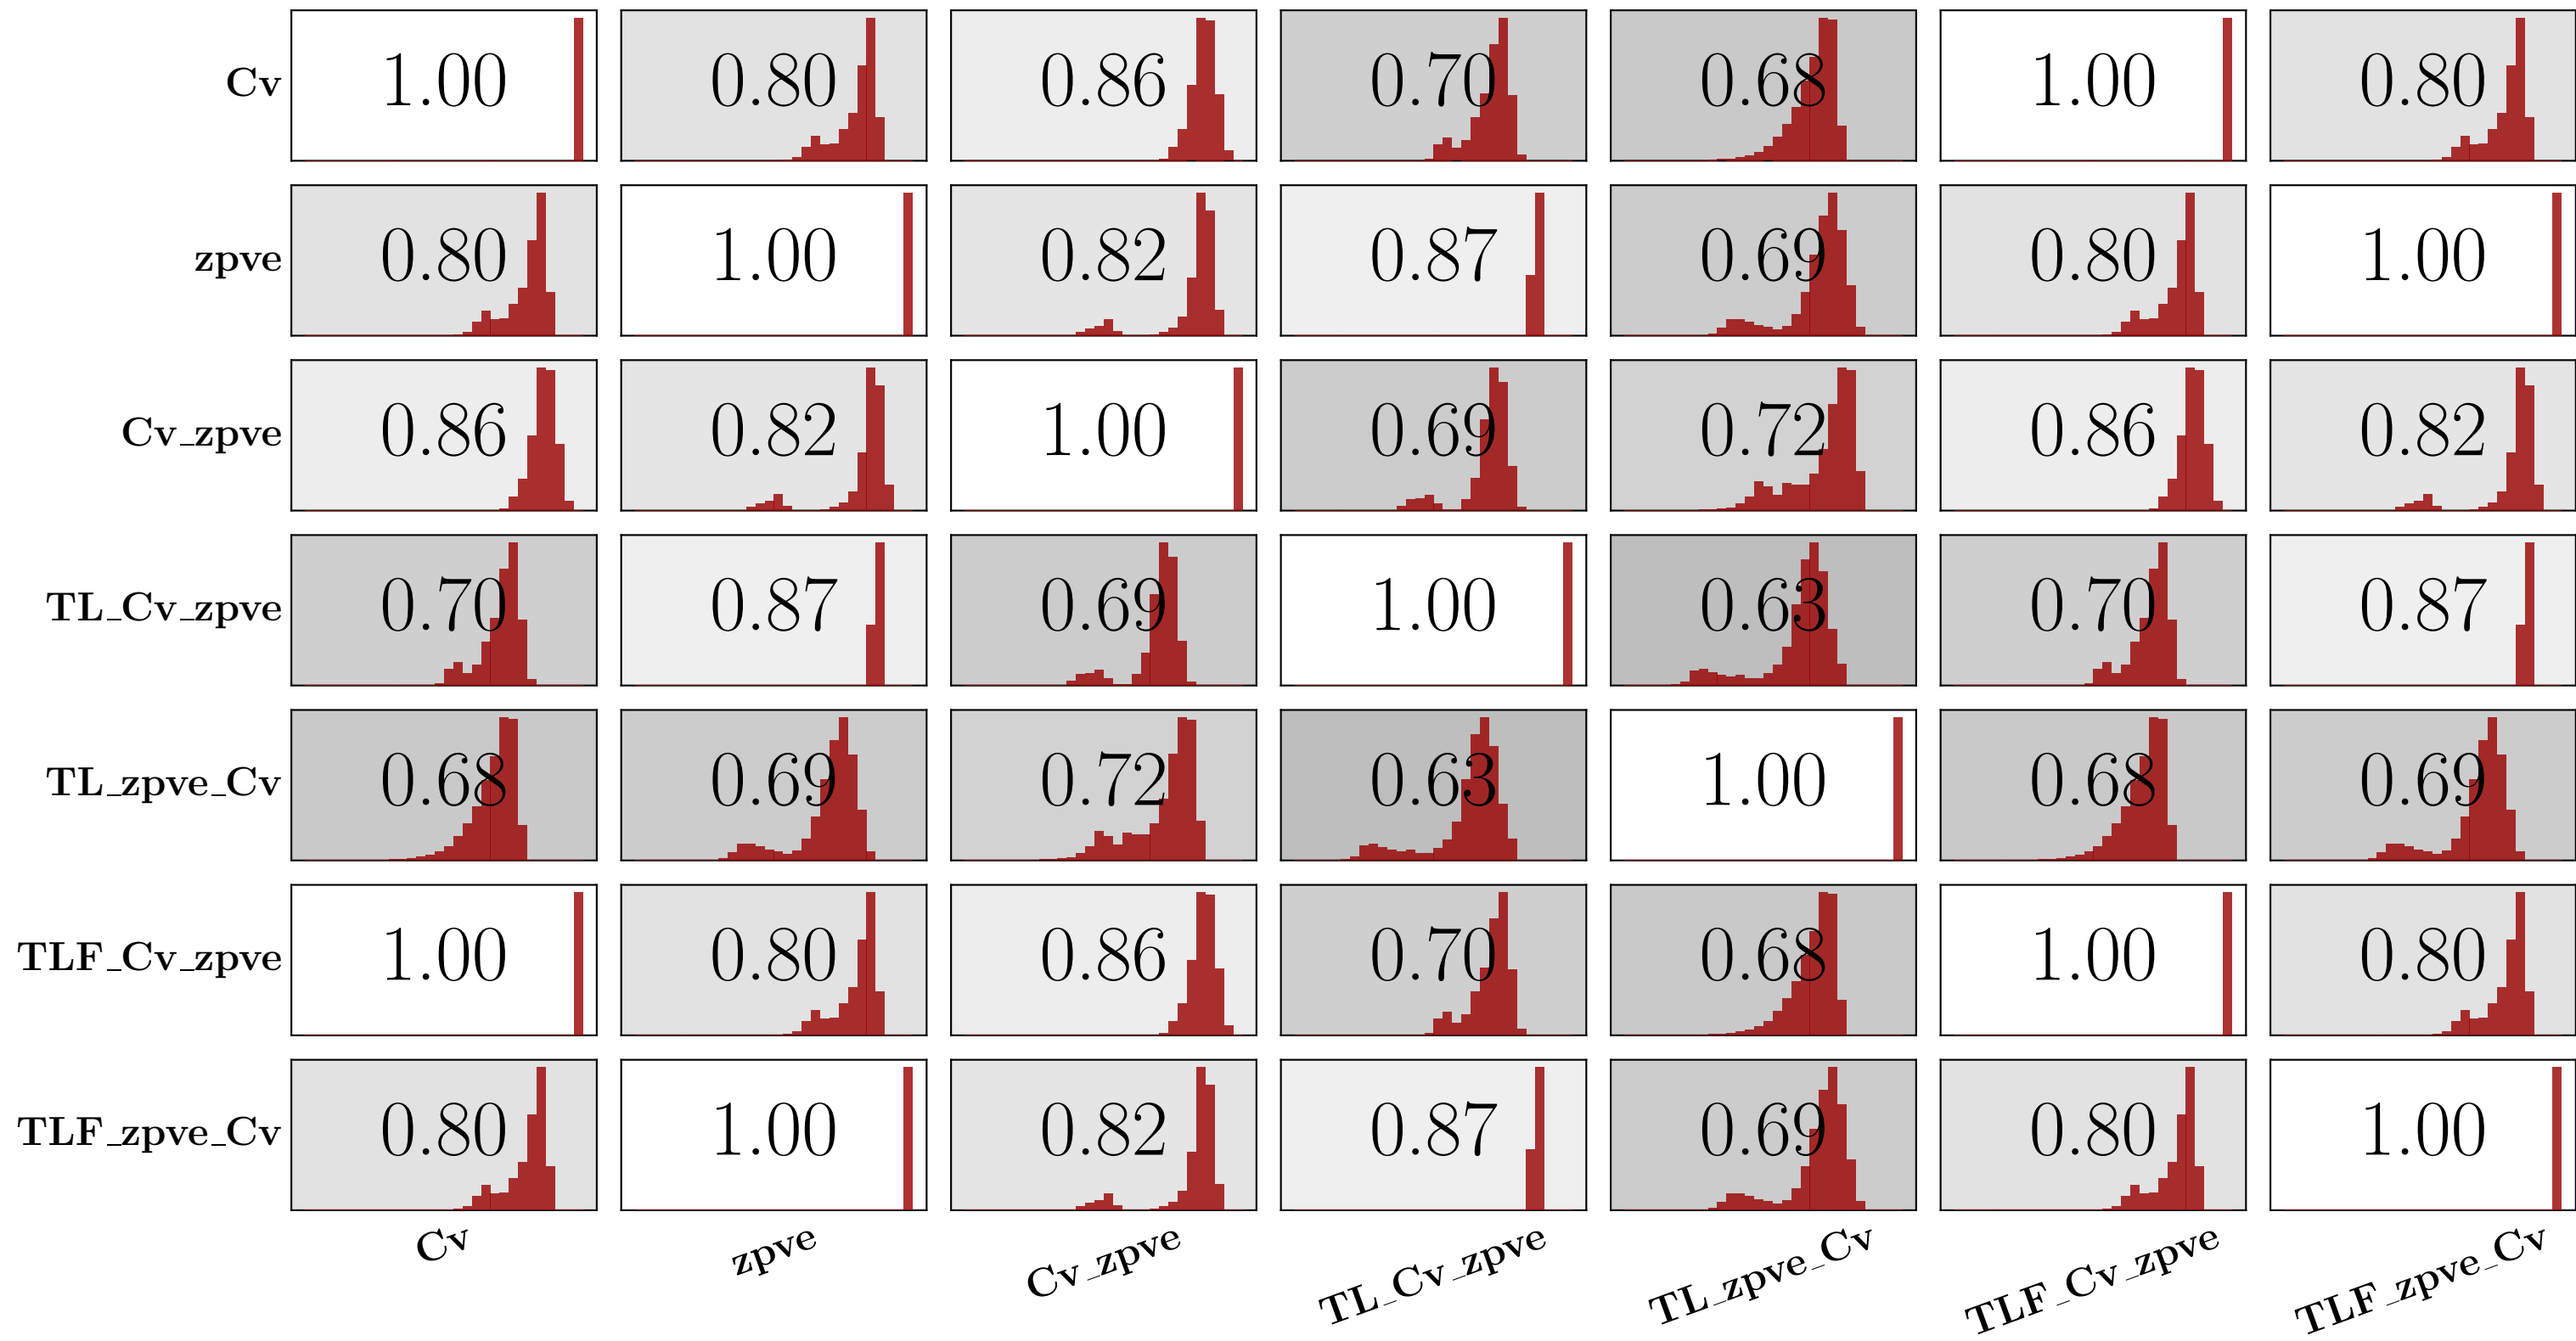 Cv 1.00 0.80 0.86 0.70 0.68 1.00 0.80
zpve 0.80 1.00 0.82 0.87 0.69 0.80 1.00
Cv_zpve 0.86 0.82 1.00 0.69 0.72 0.86 0.82
TL_Cv_zpve 0.70 0.87 0.69 1.00 0.63 0.70 0.87
TL_zpve_Cv 0.68 0.69 0.72 0.63 1.00 0.68 0.69
TLF_Cv_zpve 1.00 0.80 0.86 0.70 0.68 1.00 0.80
TLF_zpve_Cv 0.80 1.00 0.82 0.87 0.69 0.80 1.00
Cv zpve Cv_zpve TL_Cv_zpve TL_zpve_Cv TLF_Cv_zpve TLF_zpve_Cv